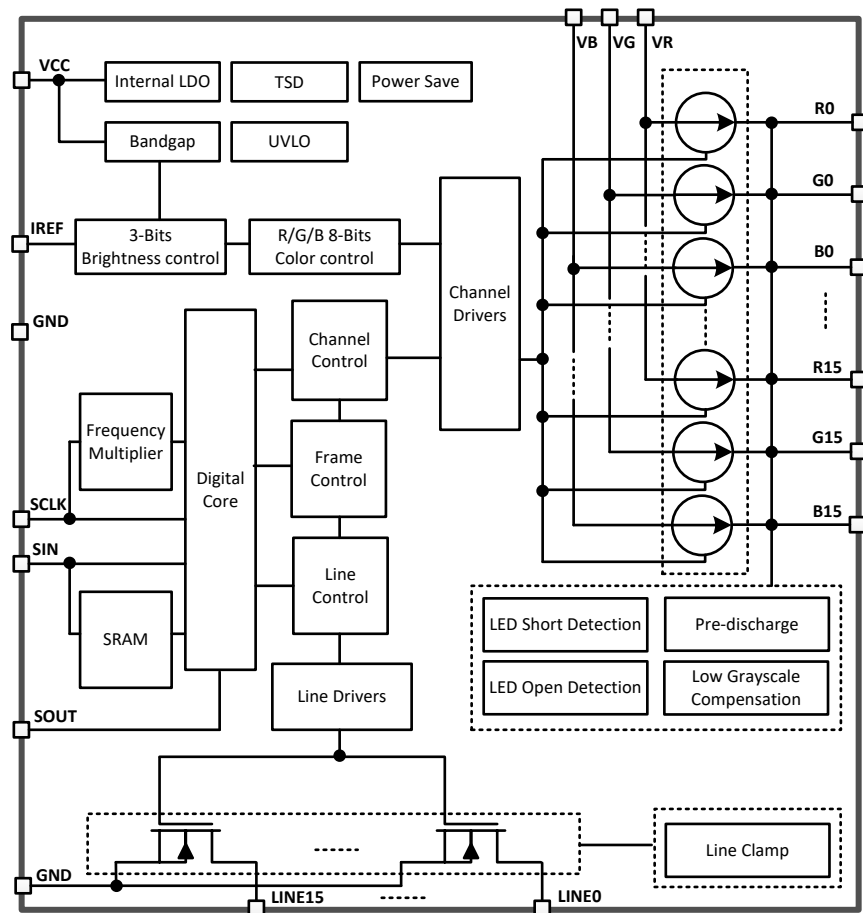 VB VG VR
VCC
Internal LDO
TSD
Power Save
Bandgap
UVLO
R0
G0
B0
R15
G15
B15
IREF
3-Bits
Brightness control
R/G/B 8-Bits
Color control
Channel
Drivers
GND
Channel
Control
Frequency
Multiplier
Digital
Core
Frame
Control
SCLK
SIN
Line
Control
SRAM
SOUT
Line Drivers
LED Short Detection
Pre-discharge
LED Open Detection
Low Grayscale
Compensation
Line Clamp
GND
LINE15
LINE0